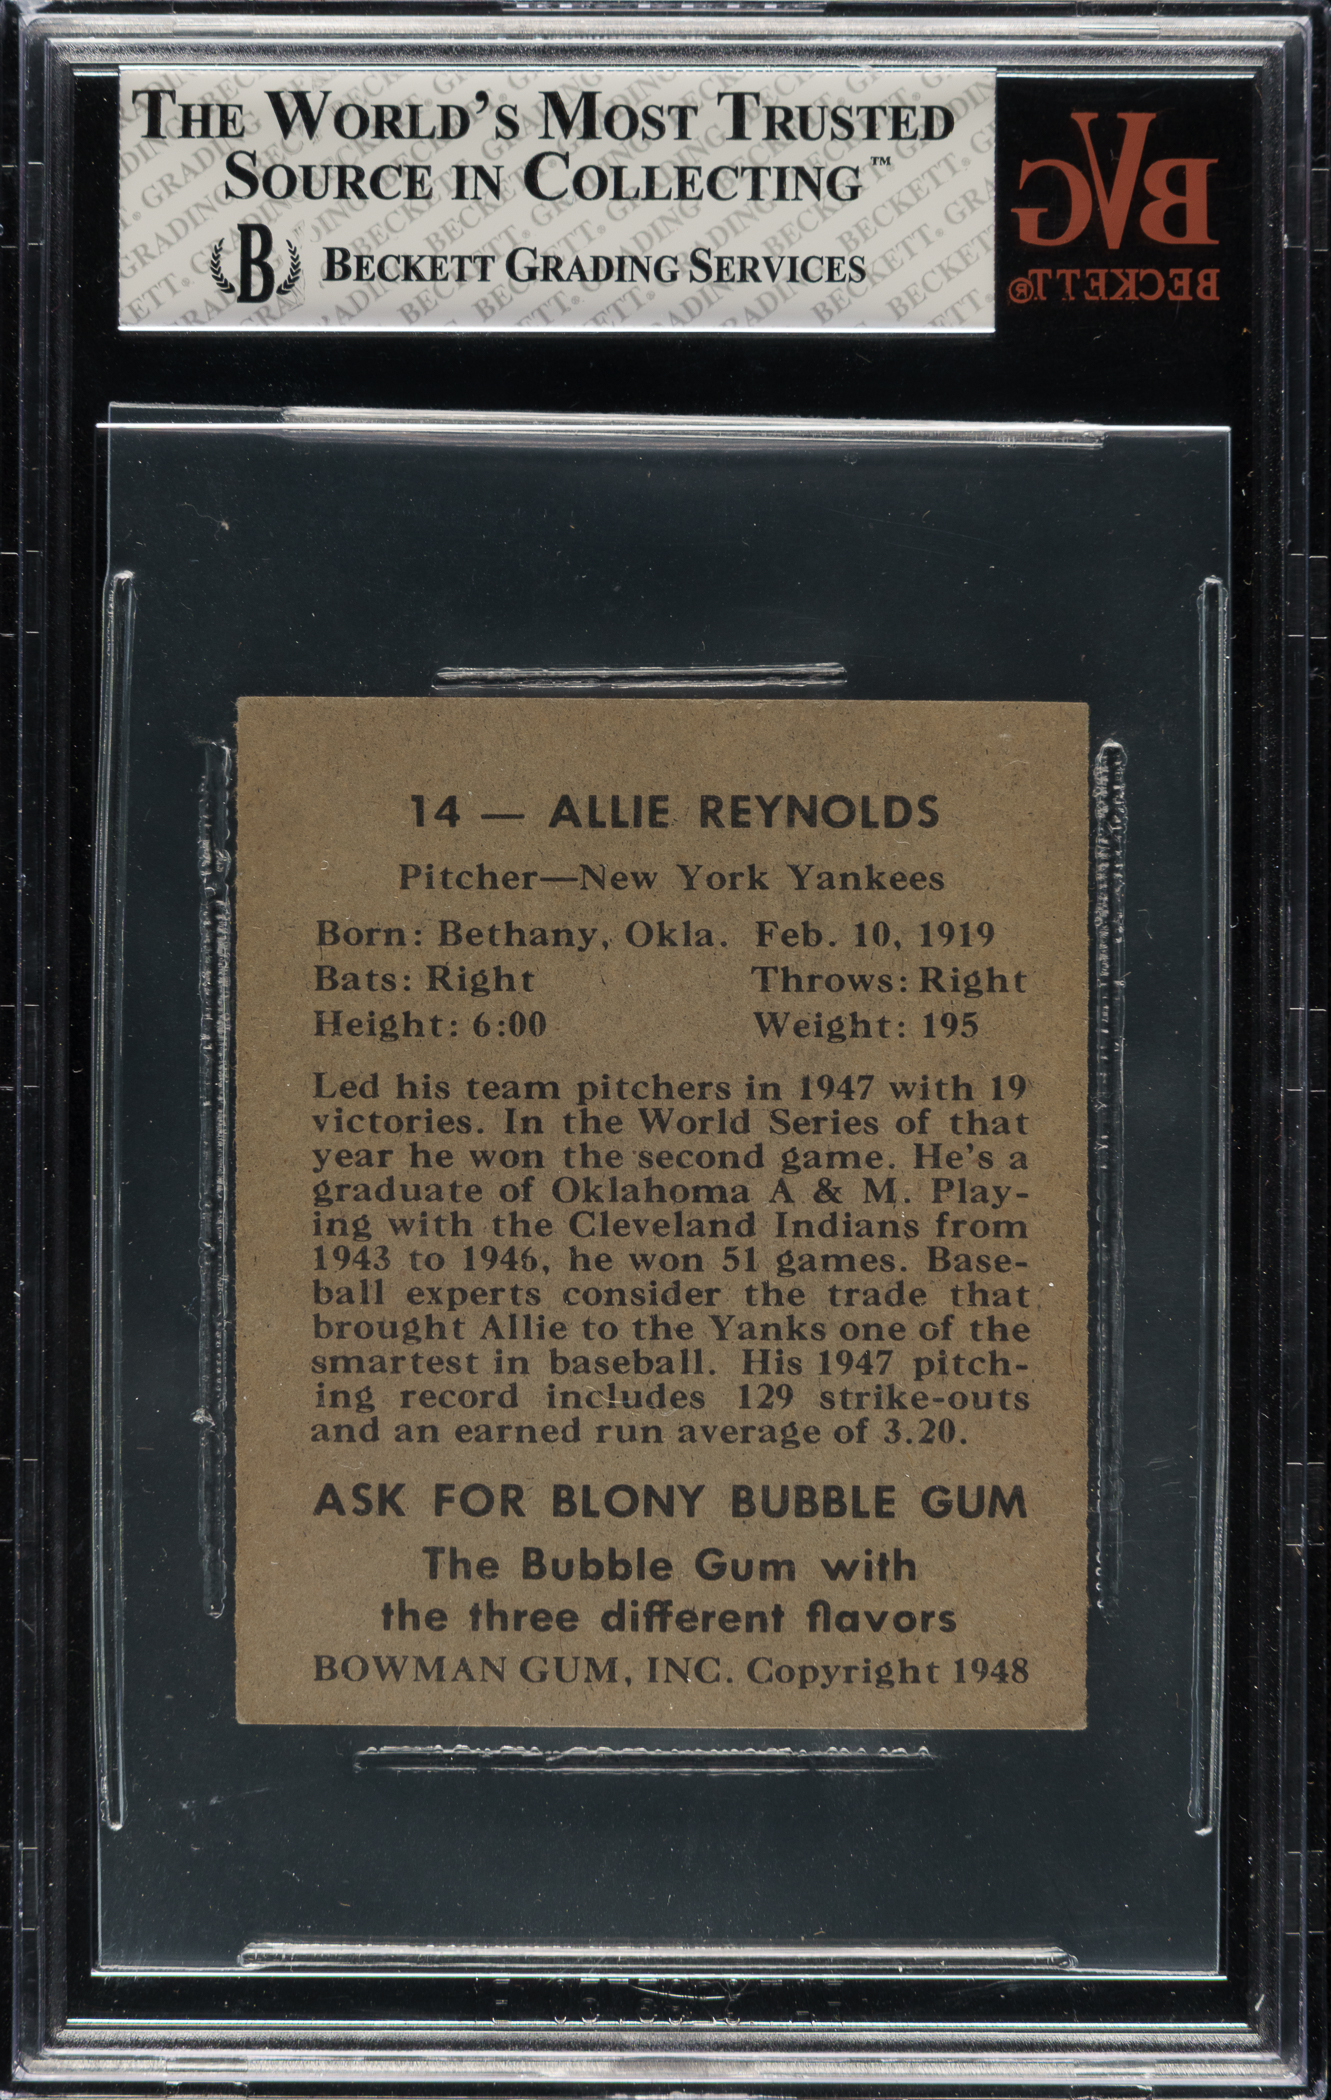 THE WORLD'S MOST TRUSTED
SOURCE IN COLLECTING™
B BECKETT GRADING SERVICES
BVG
BECKETT®
14 — ALLIE REYNOLDS
Pitcher—New York Yankees
Born: Bethany, Okla. Feb. 10, 1919
Bats: Right Throws: Right
Height: 6:00 Weight: 195
Led his team pitchers in 1947 with 19
victories. In the World Series of that
year he won the second game. He's a
graduate of Oklahoma A & M. Play-
ing with the Cleveland Indians from
1943 to 1946, he won 51 games. Base-
ball experts consider the trade that
brought Allie to the Yanks one of the
smartest in baseball. His 1947 pitch-
ing record includes 129 strike-outs
and an earned run average of 3.20.
ASK FOR BLONY BUBBLE GUM
The Bubble Gum with
the three different flavors
BOWMAN GUM, INC. Copyright 1948